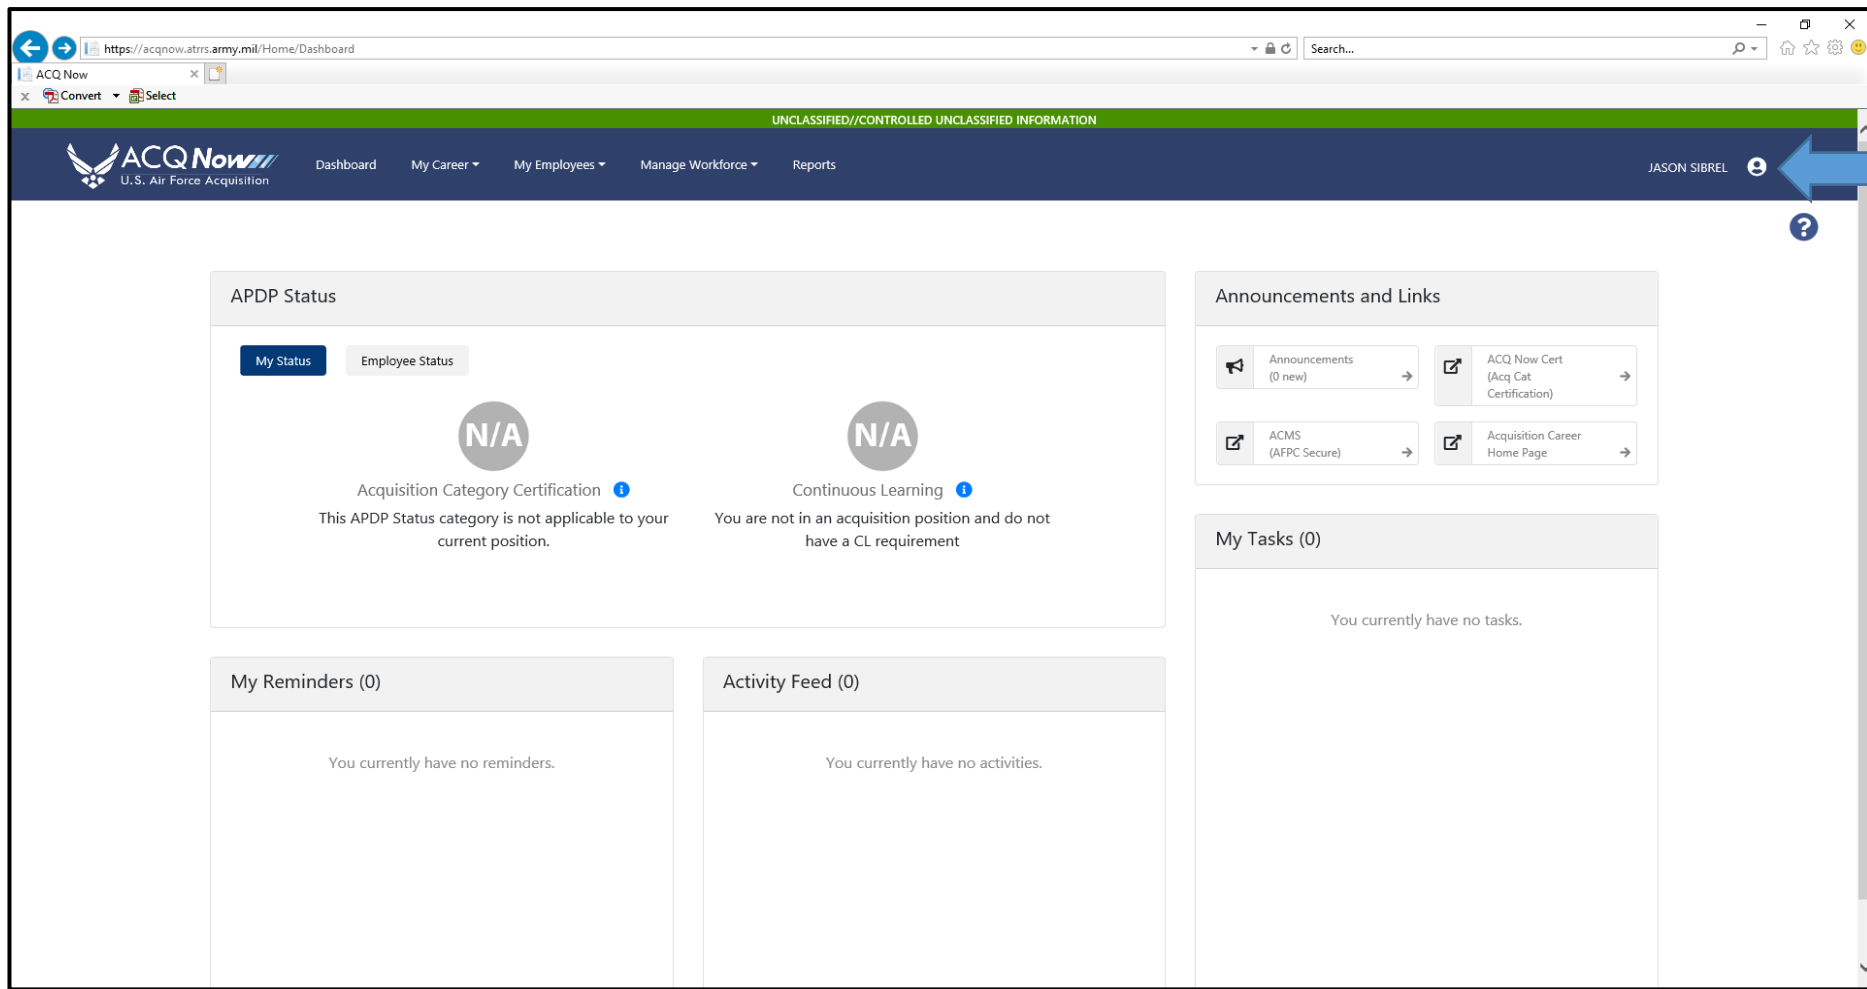 https://acqnow.atrrs.army.mil/Home/Dashboard
Search...
ACQ Now
Convert
Select
UNCLASSIFIED//CONTROLLED UNCLASSIFIED INFORMATION
ACQ Now
U.S. Air Force Acquisition
Dashboard My Career My Employees Manage Workforce Reports
JASON SIBREL
?
APDP Status
My Status Employee Status
N/A
Acquisition Category Certification i
This APDP Status category is not applicable to your
current position.
N/A
Continuous Learning i
You are not in an acquisition position and do not
have a CL requirement
Announcements and Links
Announcements
(0 new)
ACQ Now Cert
(Acq Cat
Certification)
ACMS
(AFPC Secure)
Acquisition Career
Home Page
My Tasks (0)
You currently have no tasks.
My Reminders (0)
You currently have no reminders.
Activity Feed (0)
You currently have no activities.